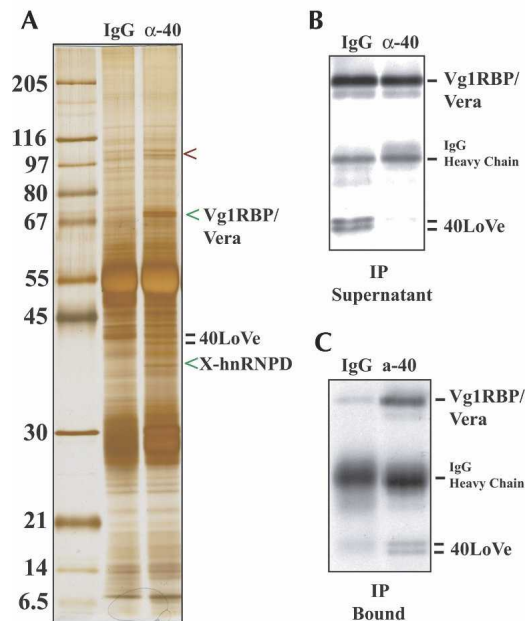 A
IgG α-40
205
116
97
80
67
55
45
30
21
14
6.5
<
< Vg1RBP/
Vera
= 40LoVe
< X-hnRNPD
B
IgG α-40
– Vg1RBP/
Vera
IgG
– Heavy Chain
= 40LoVe
IP
Supernatant
C
IgG a-40
– Vg1RBP/
Vera
IgG
– Heavy Chain
= 40LoVe
IP
Bound